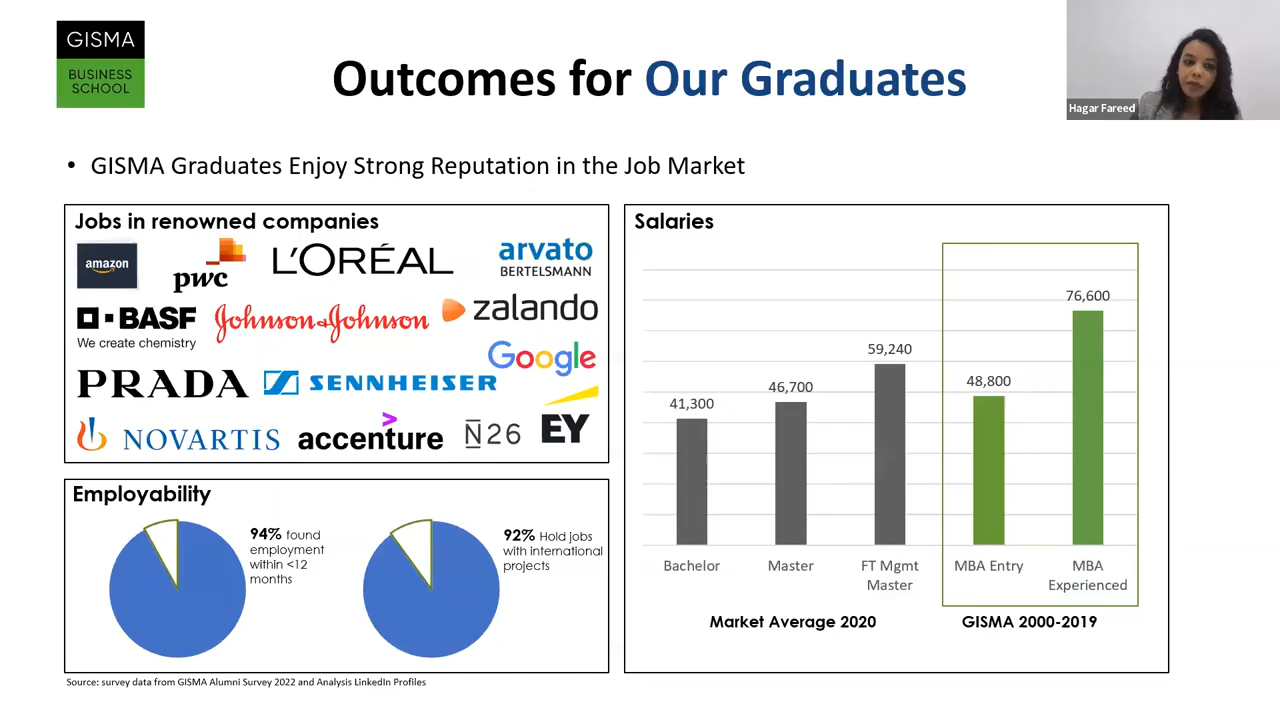 GISMA
BUSINESS
SCHOOL
Outcomes for Our Graduates
Hagar Fareed
• GISMA Graduates Enjoy Strong Reputation in the Job Market
Jobs in renowned companies
amazon
pwc
L'ORÉAL
arvato
BERTELSMANN
BASF
We create chemistry
Johnson & Johnson
zalando
Google
PRADA
SENNHEISER
NOVARTIS
accenture
N26
EY
Employability
94% found
employment
within <12
months
92% Hold jobs
with international
projects
Salaries
41,300
46,700
59,240
48,800
76,600
Bachelor
Master
FT Mgmt
Master
MBA Entry
MBA
Experienced
Market Average 2020
GISMA 2000-2019
Source: survey data from GISMA Alumni Survey 2022 and Analysis LinkedIn Profiles